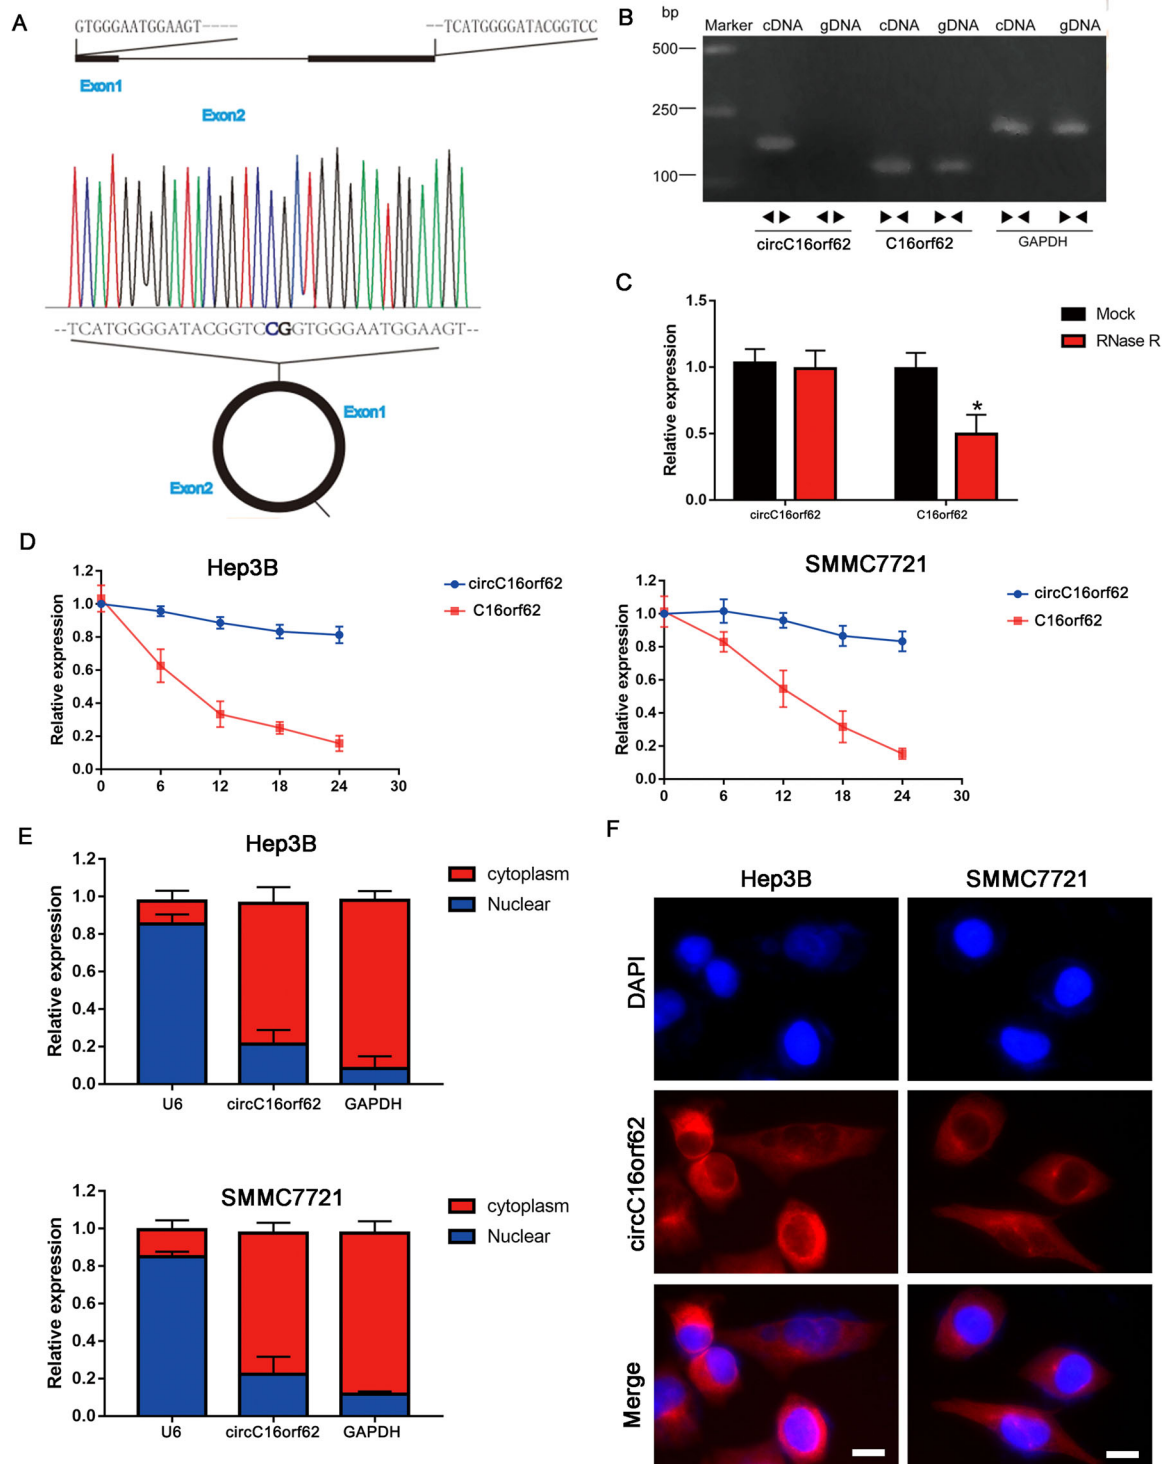 A
GTGGGAATGGAAGT----
--TCATGGGGATACGGTCC
Exon1
Exon2
--TCATGGGGATACGGTCCGGTGGGAATGGAAGT--
Exon1
Exon2
B
bp
Marker cDNA gDNA cDNA gDNA cDNA gDNA
500
250
100
circC16orf62 C16orf62 GAPDH
C
Relative expression
1.5
1.0
0.5
0.0
*
circC16orf62 C16orf62
Mock
RNase R
D
Hep3B
Relative expression
1.2
1.0
0.8
0.6
0.4
0.2
0.0
0 6 12 18 24 30
circC16orf62
C16orf62
SMMC7721
Relative expression
1.2
1.0
0.8
0.6
0.4
0.2
0.0
0 6 12 18 24 30
circC16orf62
C16orf62
E
Hep3B
Relative expression
1.2
1.0
0.8
0.6
0.4
0.2
0.0
U6 circC16orf62 GAPDH
cytoplasm
Nuclear
SMMC7721
Relative expression
1.2
1.0
0.8
0.6
0.4
0.2
0.0
U6 circC16orf62 GAPDH
cytoplasm
Nuclear
F
Hep3B SMMC7721
DAPI
circC16orf62
Merge